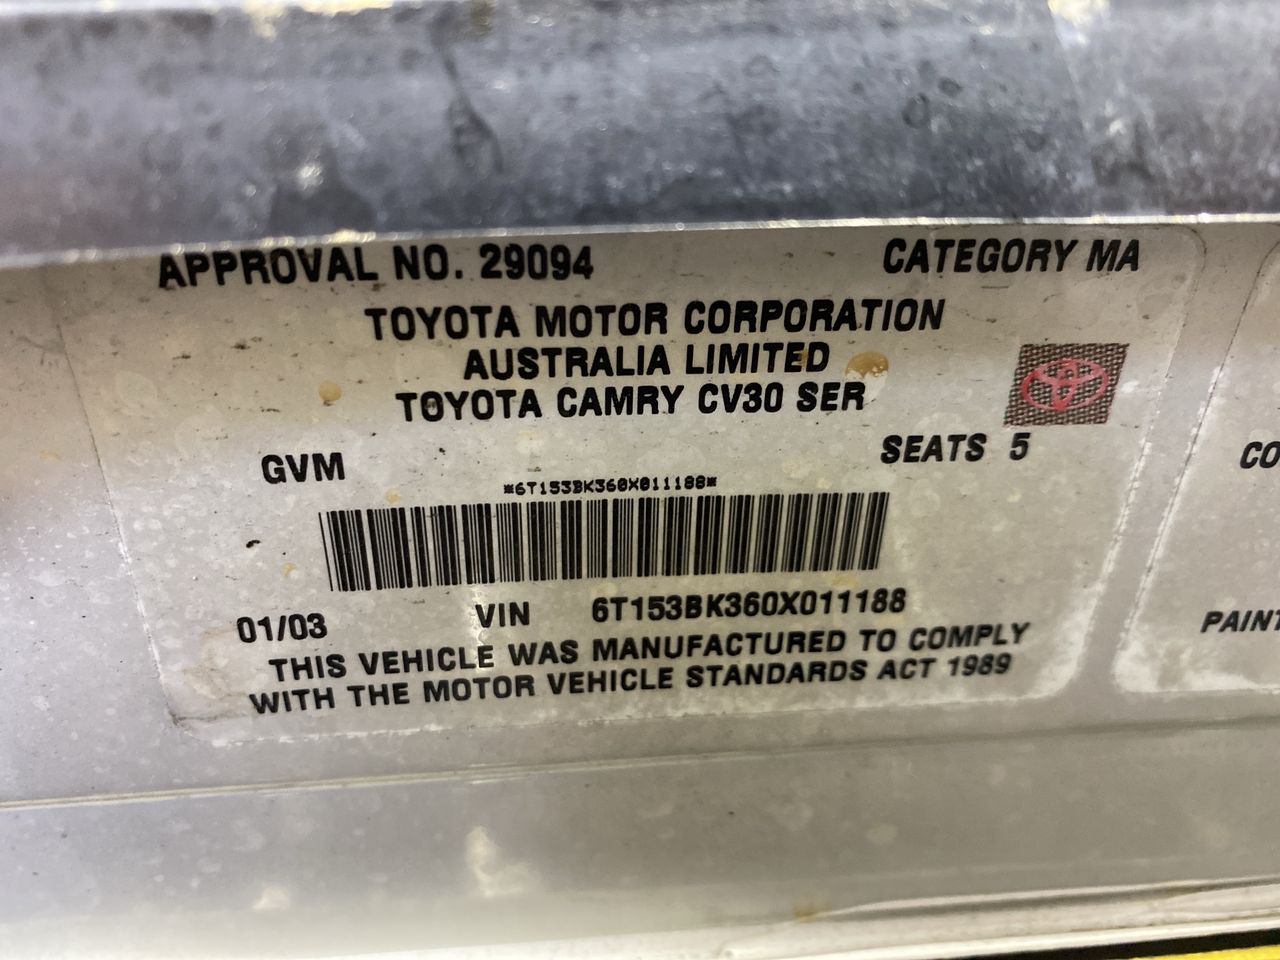 APPROVAL NO. 29094 CATEGORY MA
TOYOTA MOTOR CORPORATION
AUSTRALIA LIMITED
TOYOTA CAMRY CV30 SER
GVM SEATS 5
*6T153BK360X011188*
01/03 VIN 6T153BK360X011188
THIS VEHICLE WAS MANUFACTURED TO COMPLY
WITH THE MOTOR VEHICLE STANDARDS ACT 1989
CO
PAINT